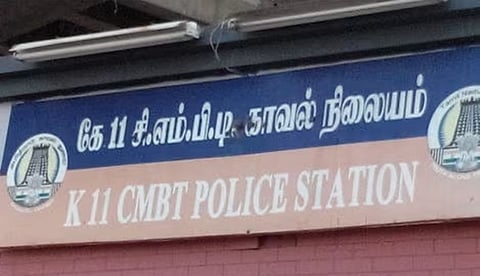 கே 11 சி.எம்.பி.டி. காவல் நிலையம்
K 11 CMBT POLICE STATION